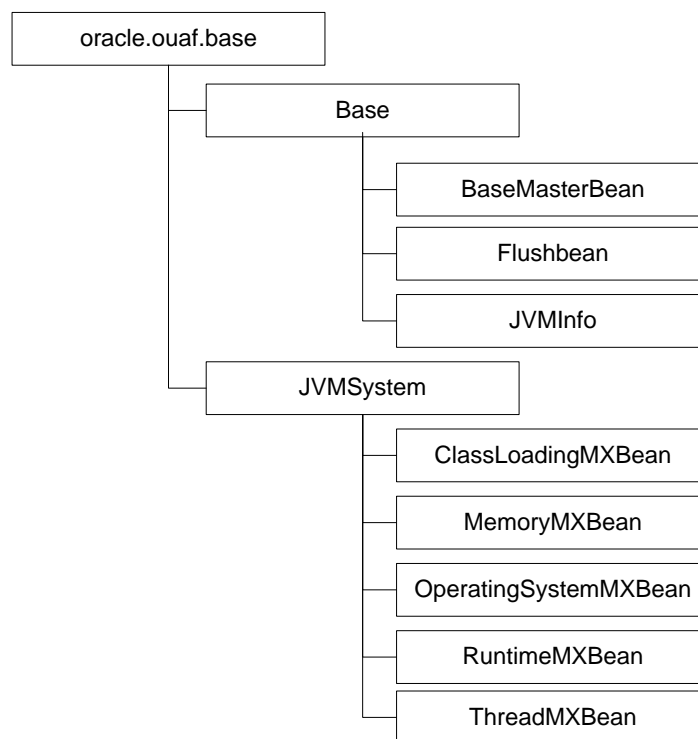 oracle.ouaf.base
Base
BaseMasterBean
Flushbean
JVMInfo
JVMSystem
ClassLoadingMXBean
MemoryMXBean
OperatingSystemMXBean
RuntimeMXBean
ThreadMXBean